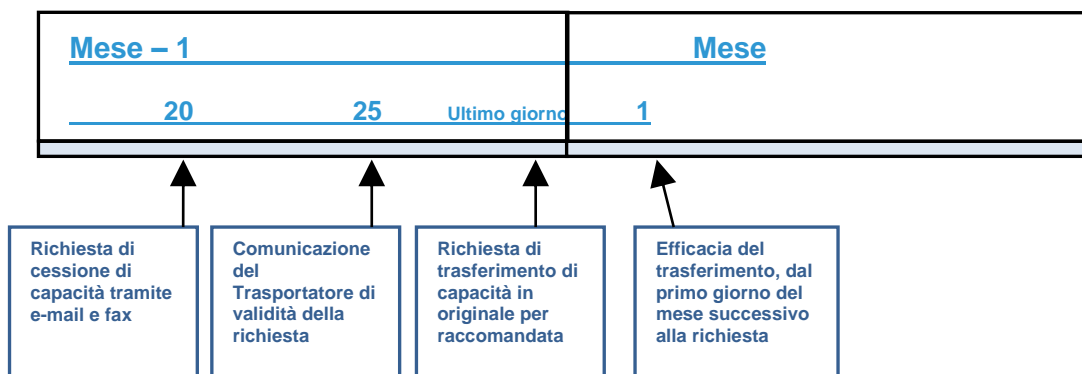 Mese – 1 Mese
20 25 Ultimo giorno 1
Richiesta di
cessione di
capacità tramite
e-mail e fax
Comunicazione
del
Trasportatore di
validità della
richiesta
Richiesta di
trasferimento di
capacità in
originale per
raccomandata
Efficacia del
trasferimento, dal
primo giorno del
mese successivo
alla richiesta